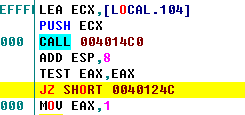 EFFFF LEA ECX,[LOCAL.104]
PUSH ECX
000 CALL 004014C0
ADD ESP,8
TEST EAX,EAX
JZ SHORT 0040124C
000 MOV EAX,1